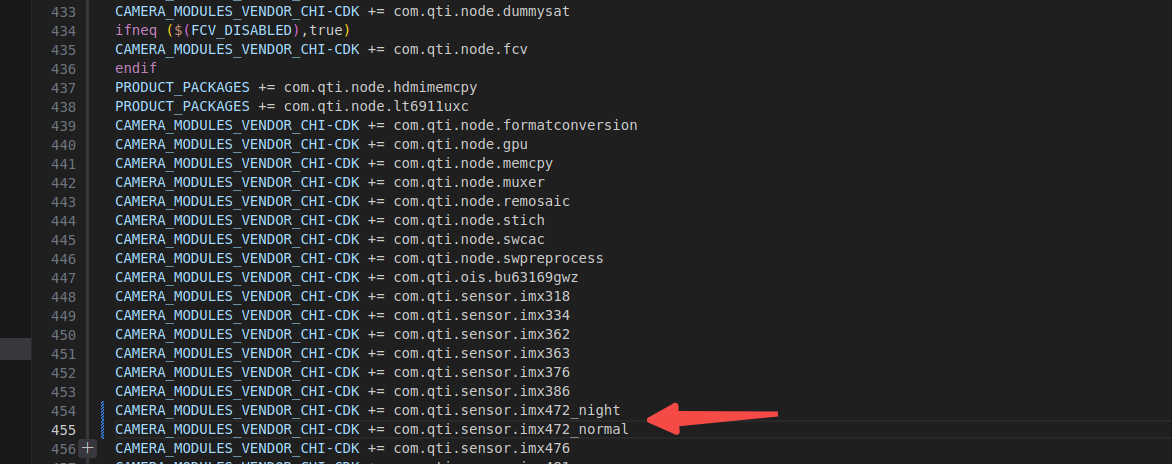 433 CAMERA_MODULES_VENDOR_CHI-CDK += com.qti.node.dummysat
434 ifneq ($(FCV_DISABLED),true)
435 CAMERA_MODULES_VENDOR_CHI-CDK += com.qti.node.fcv
436 endif
437 PRODUCT_PACKAGES += com.qti.node.hdmimemcpy
438 PRODUCT_PACKAGES += com.qti.node.lt6911uxc
439 CAMERA_MODULES_VENDOR_CHI-CDK += com.qti.node.formatconversion
440 CAMERA_MODULES_VENDOR_CHI-CDK += com.qti.node.gpu
441 CAMERA_MODULES_VENDOR_CHI-CDK += com.qti.node.memcpy
442 CAMERA_MODULES_VENDOR_CHI-CDK += com.qti.node.muxer
443 CAMERA_MODULES_VENDOR_CHI-CDK += com.qti.node.remosaic
444 CAMERA_MODULES_VENDOR_CHI-CDK += com.qti.node.stich
445 CAMERA_MODULES_VENDOR_CHI-CDK += com.qti.node.swcac
446 CAMERA_MODULES_VENDOR_CHI-CDK += com.qti.node.swpreprocess
447 CAMERA_MODULES_VENDOR_CHI-CDK += com.qti.ois.bu63169gwz
448 CAMERA_MODULES_VENDOR_CHI-CDK += com.qti.sensor.imx318
449 CAMERA_MODULES_VENDOR_CHI-CDK += com.qti.sensor.imx334
450 CAMERA_MODULES_VENDOR_CHI-CDK += com.qti.sensor.imx362
451 CAMERA_MODULES_VENDOR_CHI-CDK += com.qti.sensor.imx363
452 CAMERA_MODULES_VENDOR_CHI-CDK += com.qti.sensor.imx376
453 CAMERA_MODULES_VENDOR_CHI-CDK += com.qti.sensor.imx386
454 CAMERA_MODULES_VENDOR_CHI-CDK += com.qti.sensor.imx472_night
455 CAMERA_MODULES_VENDOR_CHI-CDK += com.qti.sensor.imx472_normal
456 CAMERA_MODULES_VENDOR_CHI-CDK += com.qti.sensor.imx476